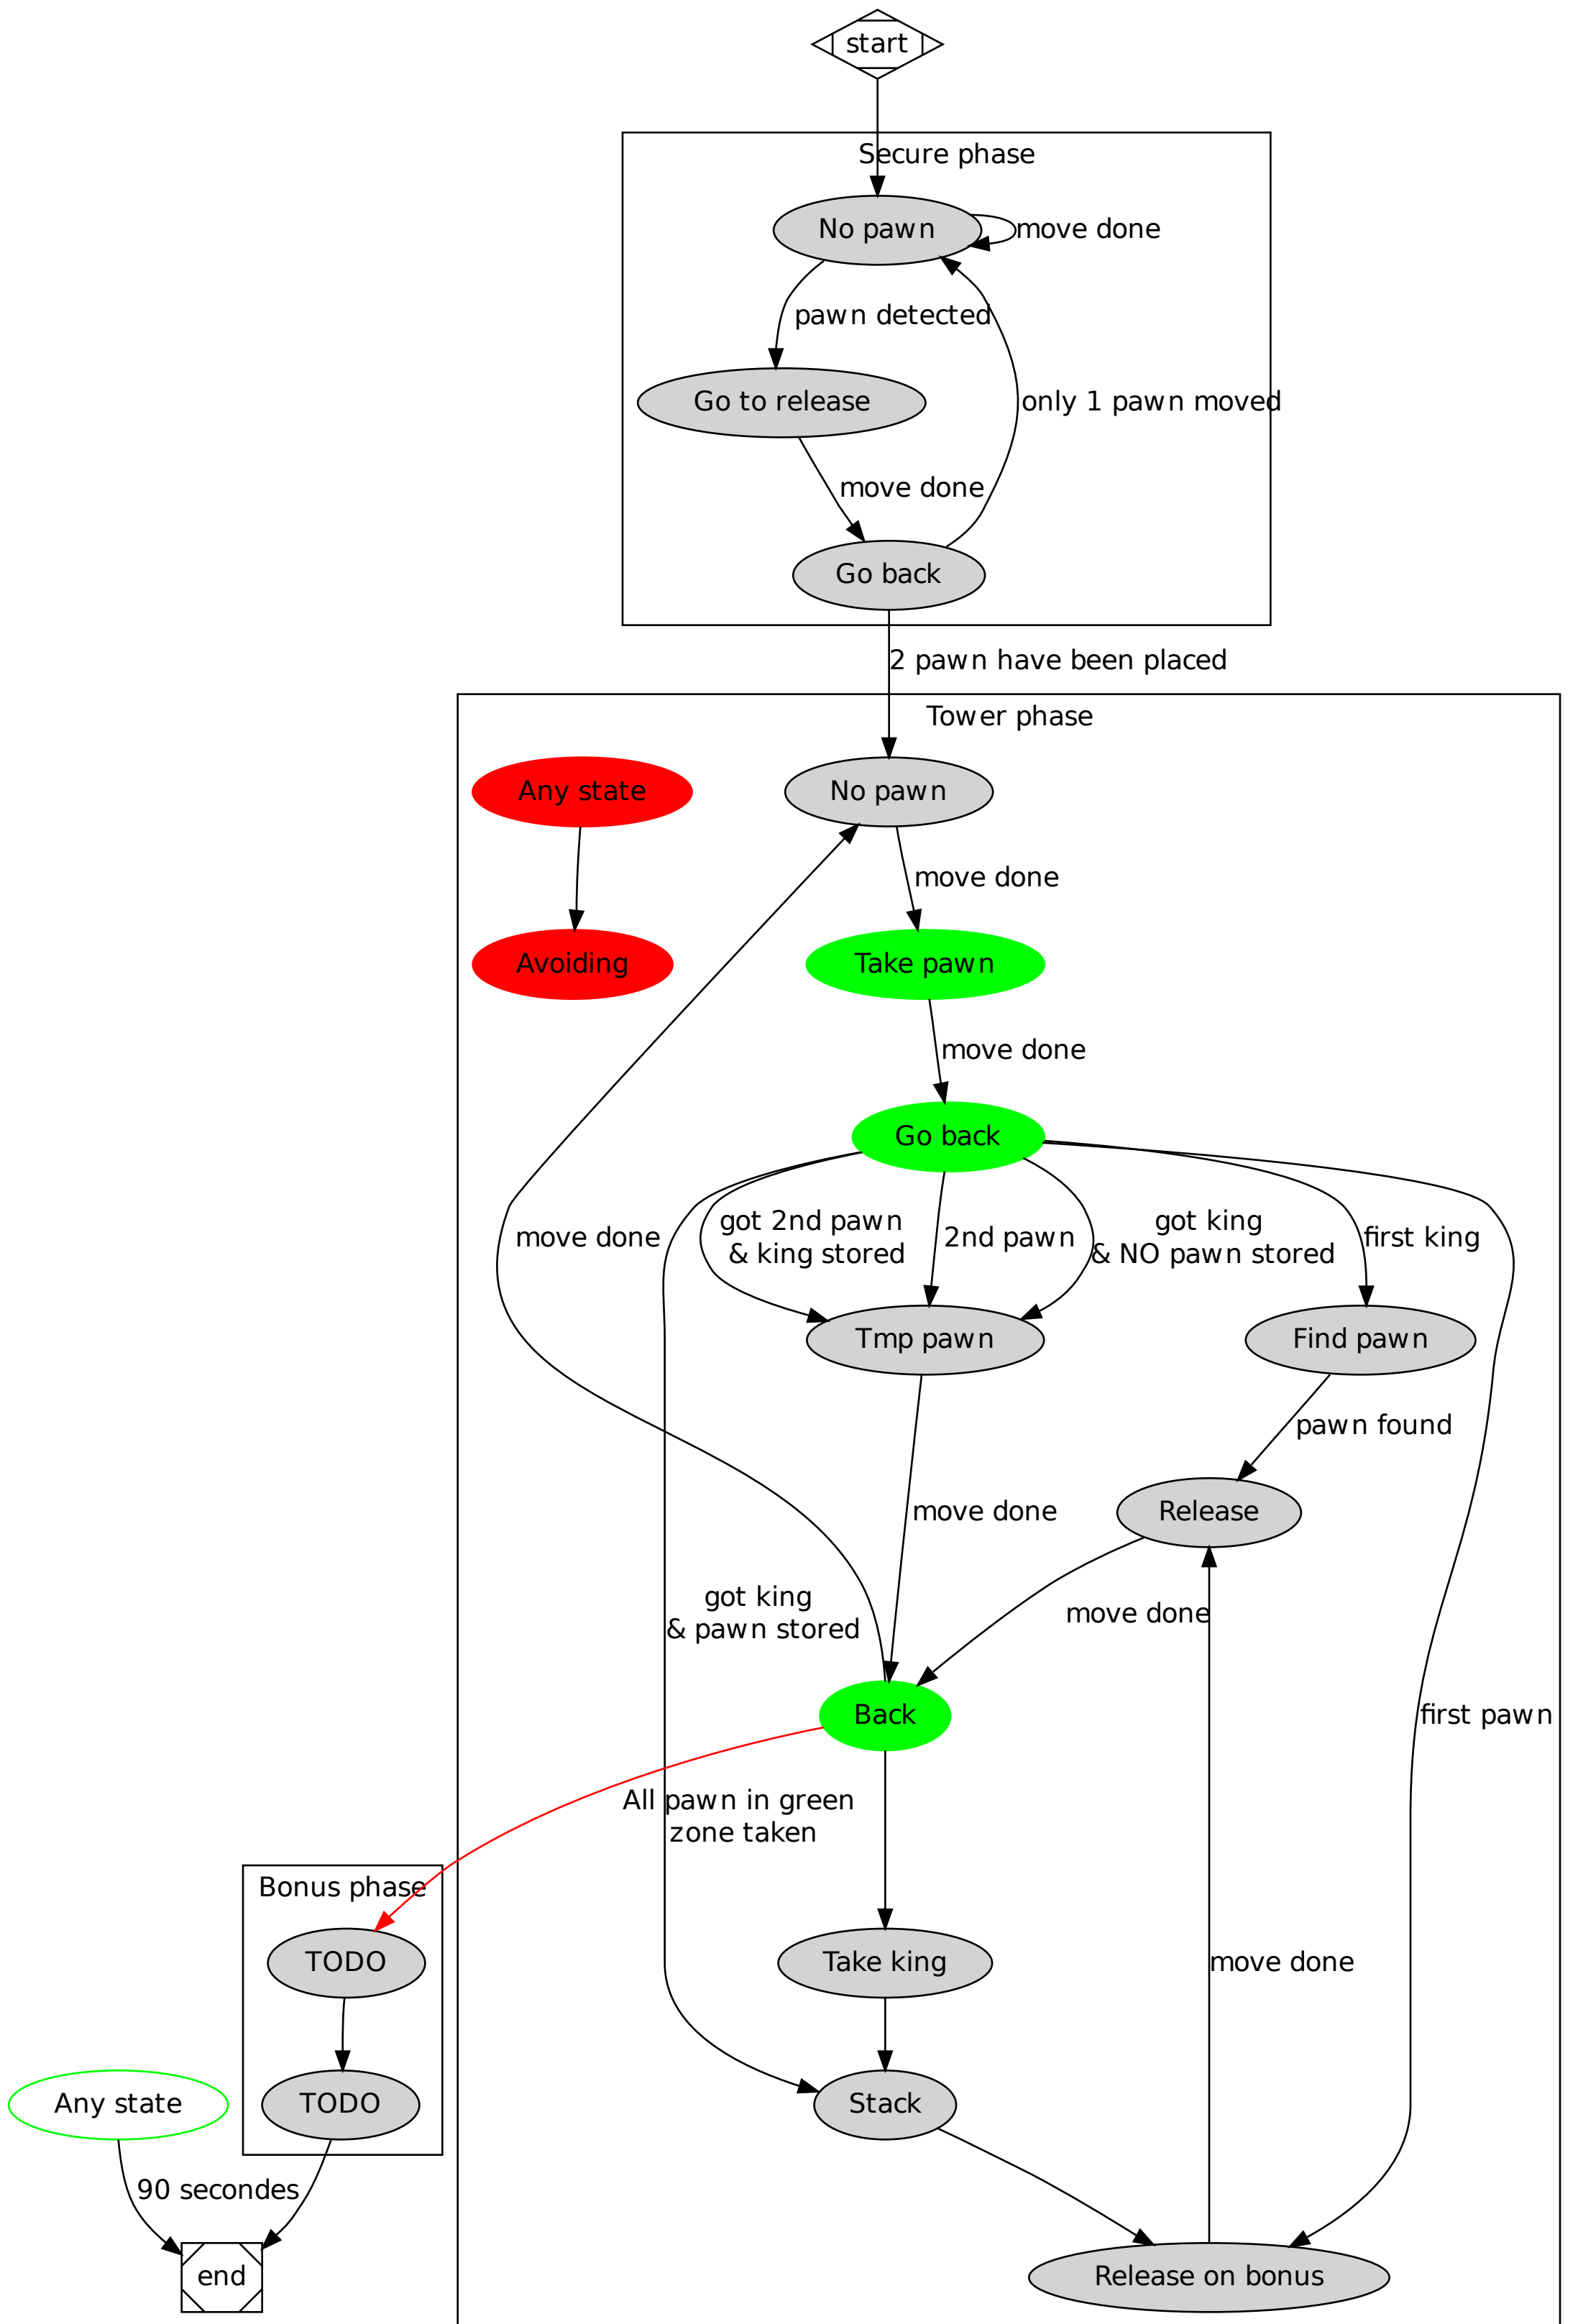 start
Secure phase
No pawn
move done
pawn detected
Go to release
only 1 pawn moved
move done
Go back
2 pawn have been placed
Tower phase
Any state
No pawn
move done
Avoiding
Take pawn
move done
Go back
move done
got 2nd pawn
& king stored
2nd pawn
got king
& NO pawn stored
first king
Tmp pawn
Find pawn
pawn found
Release
move done
got king
& pawn stored
move done
Back
first pawn
All pawn in green
zone taken
Bonus phase
TODO
Take king
move done
Any state
TODO
Stack
90 secondes
end
Release on bonus